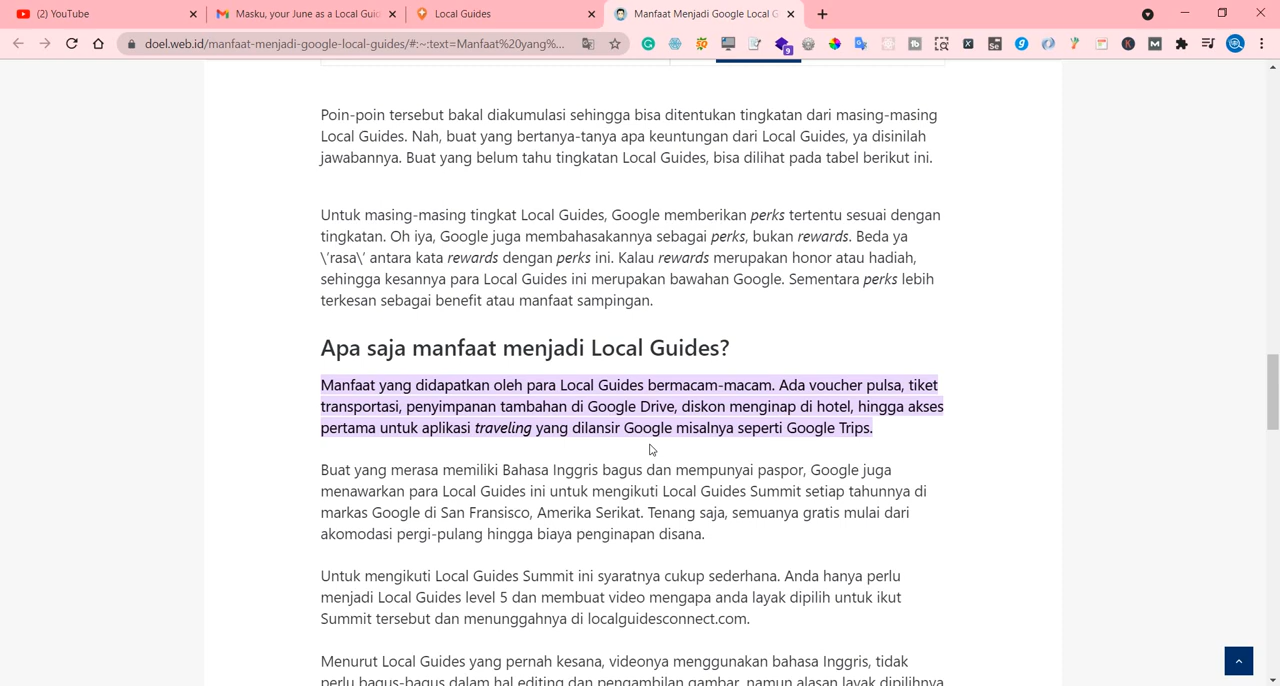 (2) YouTube
Masku, your June as a Local Guid
Local Guides
Manfaat Menjadi Google Local G
doel.web.id/manfaat-menjadi-google-local-guides/#:~:text=Manfaat%20yang%...
Poin-poin tersebut bakal diakumulasi sehingga bisa ditentukan tingkatan dari masing-masing
Local Guides. Nah, buat yang bertanya-tanya apa keuntungan dari Local Guides, ya disinilah
jawabannya. Buat yang belum tahu tingkatan Local Guides, bisa dilihat pada tabel berikut ini.
Untuk masing-masing tingkat Local Guides, Google memberikan perks tertentu sesuai dengan
tingkatan. Oh iya, Google juga membahasakannya sebagai perks, bukan rewards. Beda ya
\'rasa\' antara kata rewards dengan perks ini. Kalau rewards merupakan honor atau hadiah,
sehingga kesannya para Local Guides ini merupakan bawahan Google. Sementara perks lebih
terkesan sebagai benefit atau manfaat sampingan.
Apa saja manfaat menjadi Local Guides?
Manfaat yang didapatkan oleh para Local Guides bermacam-macam. Ada voucher pulsa, tiket
transportasi, penyimpanan tambahan di Google Drive, diskon menginap di hotel, hingga akses
pertama untuk aplikasi traveling yang dilansir Google misalnya seperti Google Trips.
Buat yang merasa memiliki Bahasa Inggris bagus dan mempunyai paspor, Google juga
menawarkan para Local Guides ini untuk mengikuti Local Guides Summit setiap tahunnya di
markas Google di San Fransisco, Amerika Serikat. Tenang saja, semuanya gratis mulai dari
akomodasi pergi-pulang hingga biaya penginapan disana.
Untuk mengikuti Local Guides Summit ini syaratnya cukup sederhana. Anda hanya perlu
menjadi Local Guides level 5 dan membuat video mengapa anda layak dipilih untuk ikut
Summit tersebut dan menunggahnya di localguidesconnect.com.
Menurut Local Guides yang pernah kesana, videonya menggunakan bahasa Inggris, tidak
perlu bagus-bagus dalam hal editing dan pengambilan gambar, namun alasan layak dipilihnya